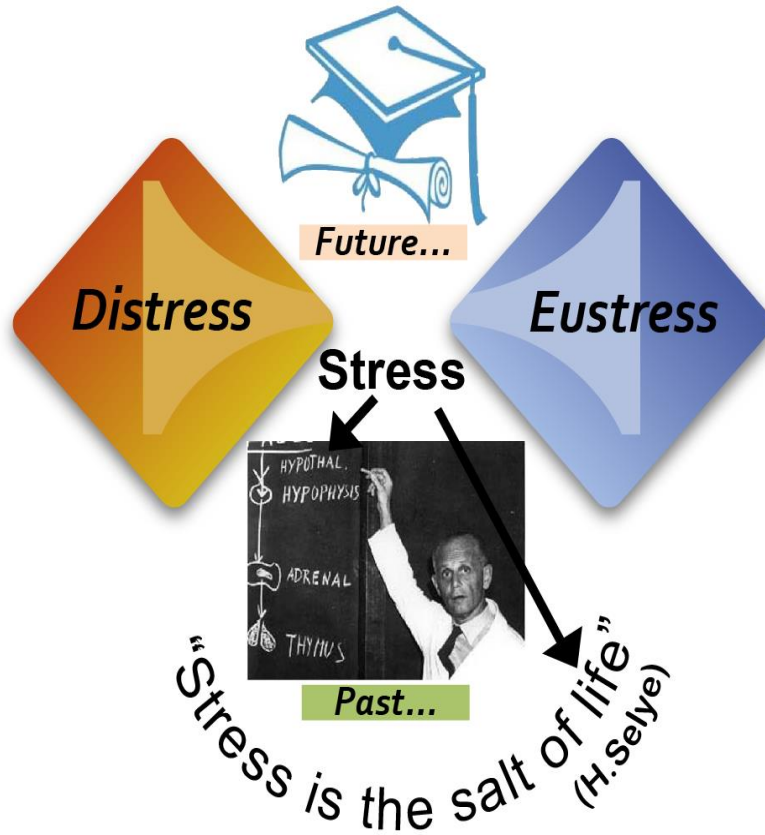 Future...
Distress
Eustress
Stress
HYPOTHAL.
HYPOPHYSIS
ADRENAL
THYMUS
Past...
“Stress is the salt of life”
(H.Selye)